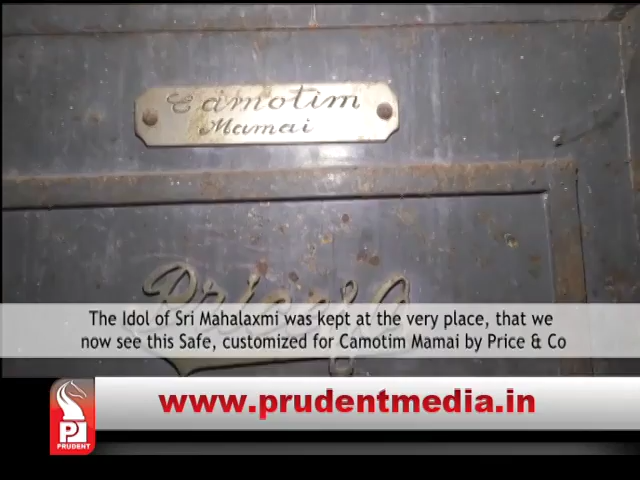 Camotim
Mamai
The Idol of Sri Mahalaxmi was kept at the very place, that we
now see this Safe, customized for Camotim Mamai by Price & Co
www.prudentmedia.in
PRUDENT